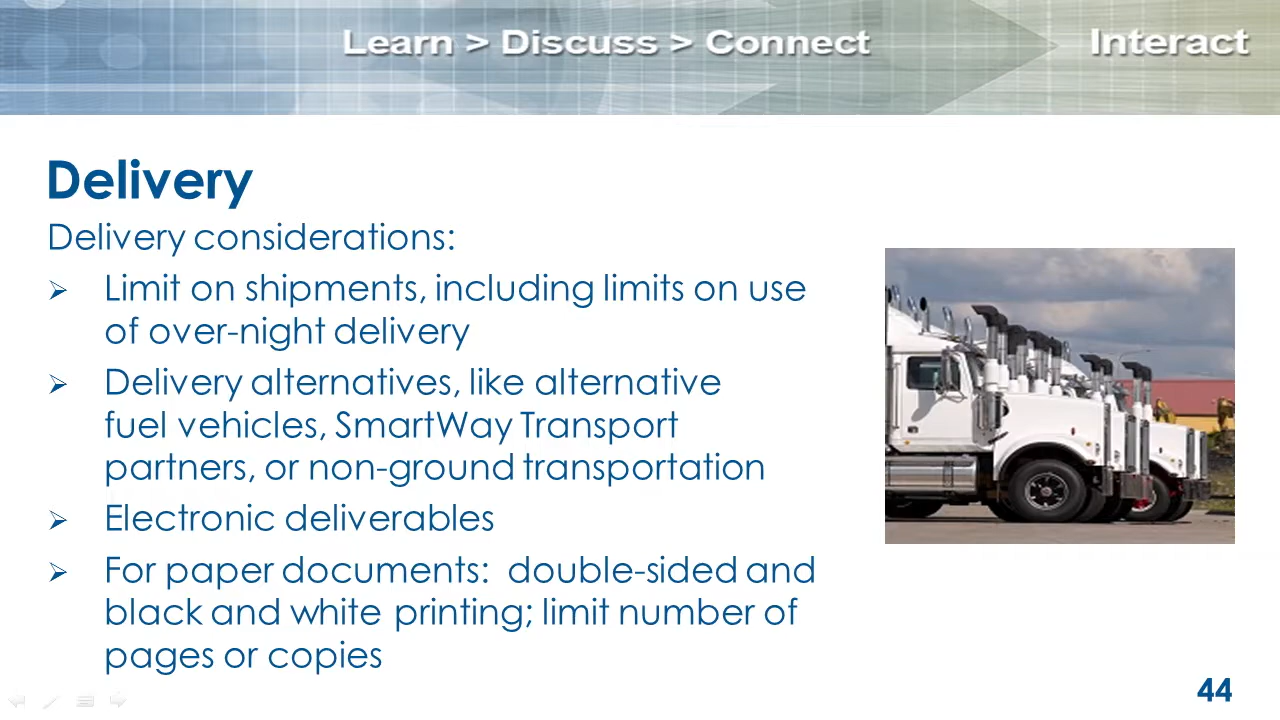 Learn > Discuss > Connect
Interact
Delivery
Delivery considerations:
Limit on shipments, including limits on use
of over-night delivery
Delivery alternatives, like alternative
fuel vehicles, SmartWay Transport
partners, or non-ground transportation
Electronic deliverables
For paper documents:  double-sided and
black and white printing; limit number of
pages or copies
44